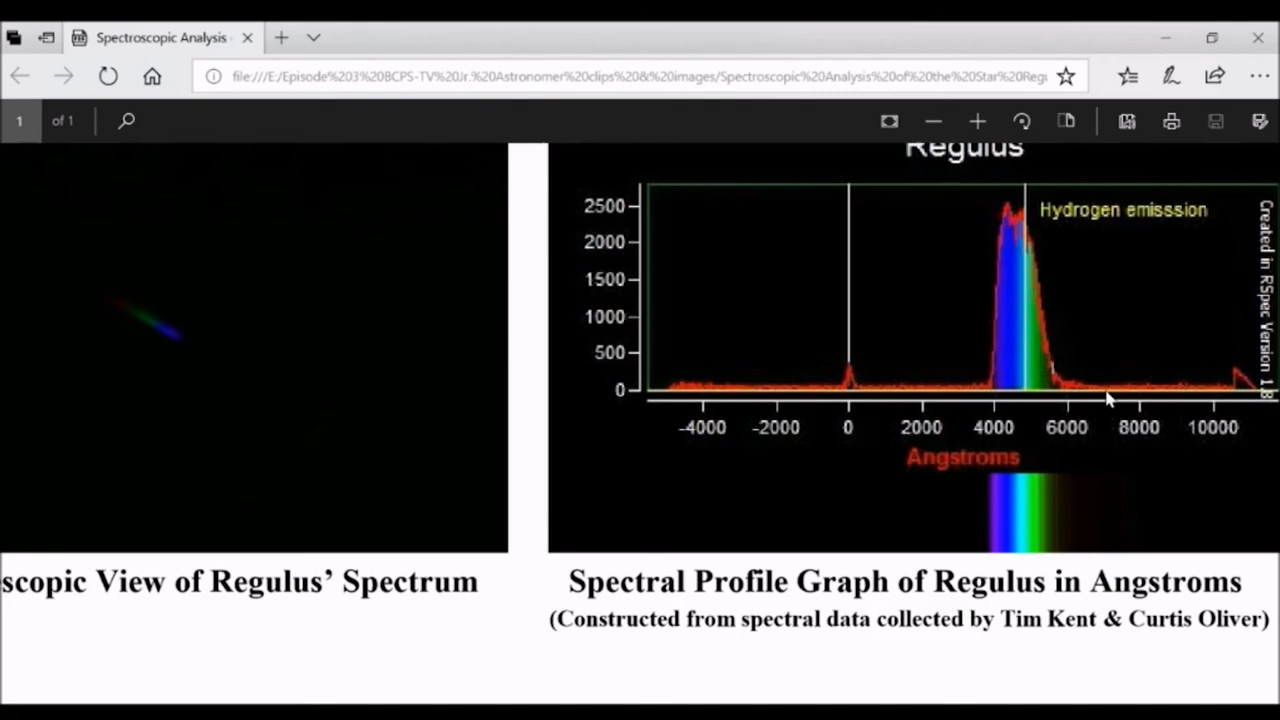 Spectroscopic Analysis
file:///E:/Episode%203%20BCPS-TV%20Jr.%20Astronomer%20clips%20&%20images/Spectroscopic%20Analysis%20of%20the%20Star%20Regu
1 of 1
Regulus
2500
2000
1500
1000
500
0
Hydrogen emisssion
Created in RSpec Version 1.8
-4000 -2000 0 2000 4000 6000 8000 10000
Angstroms
scopic View of Regulus’ Spectrum
Spectral Profile Graph of Regulus in Angstroms
(Constructed from spectral data collected by Tim Kent & Curtis Oliver)